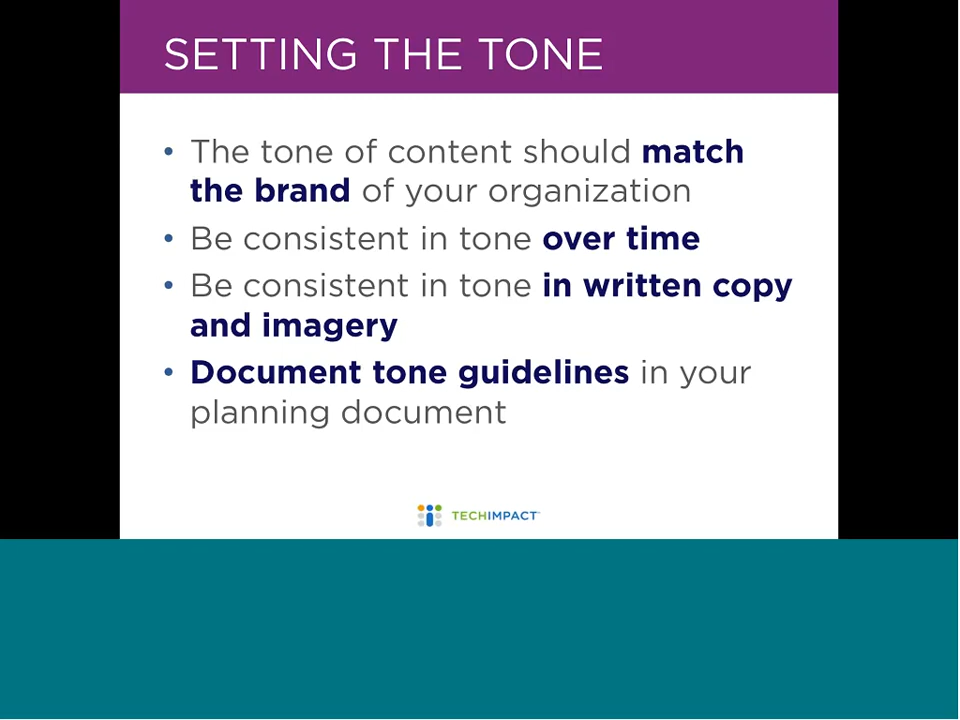 SETTING THE TONE
• The tone of content should match
the brand of your organization
• Be consistent in tone over time
• Be consistent in tone in written copy
and imagery
• Document tone guidelines in your
planning document
TECHIMPACT™